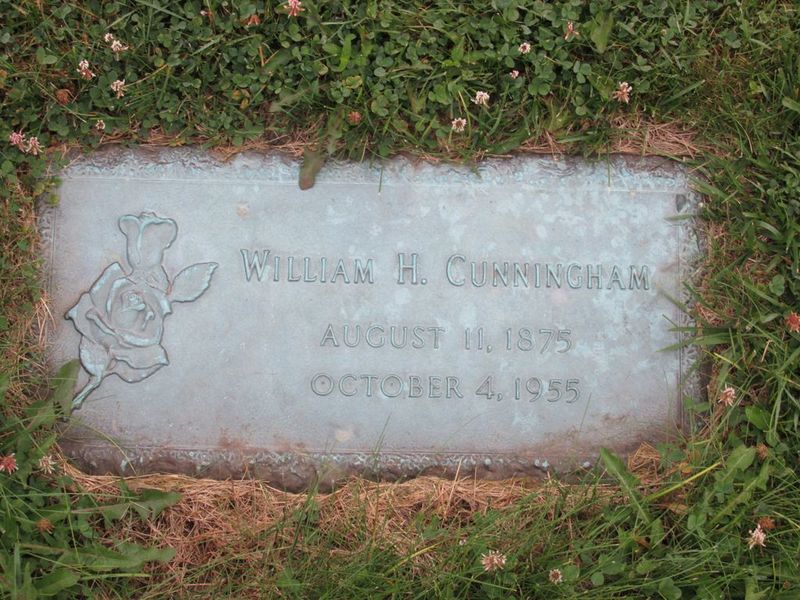 WILLIAM H. CUNNINGHAM
AUGUST 11, 1875
OCTOBER 4, 1955